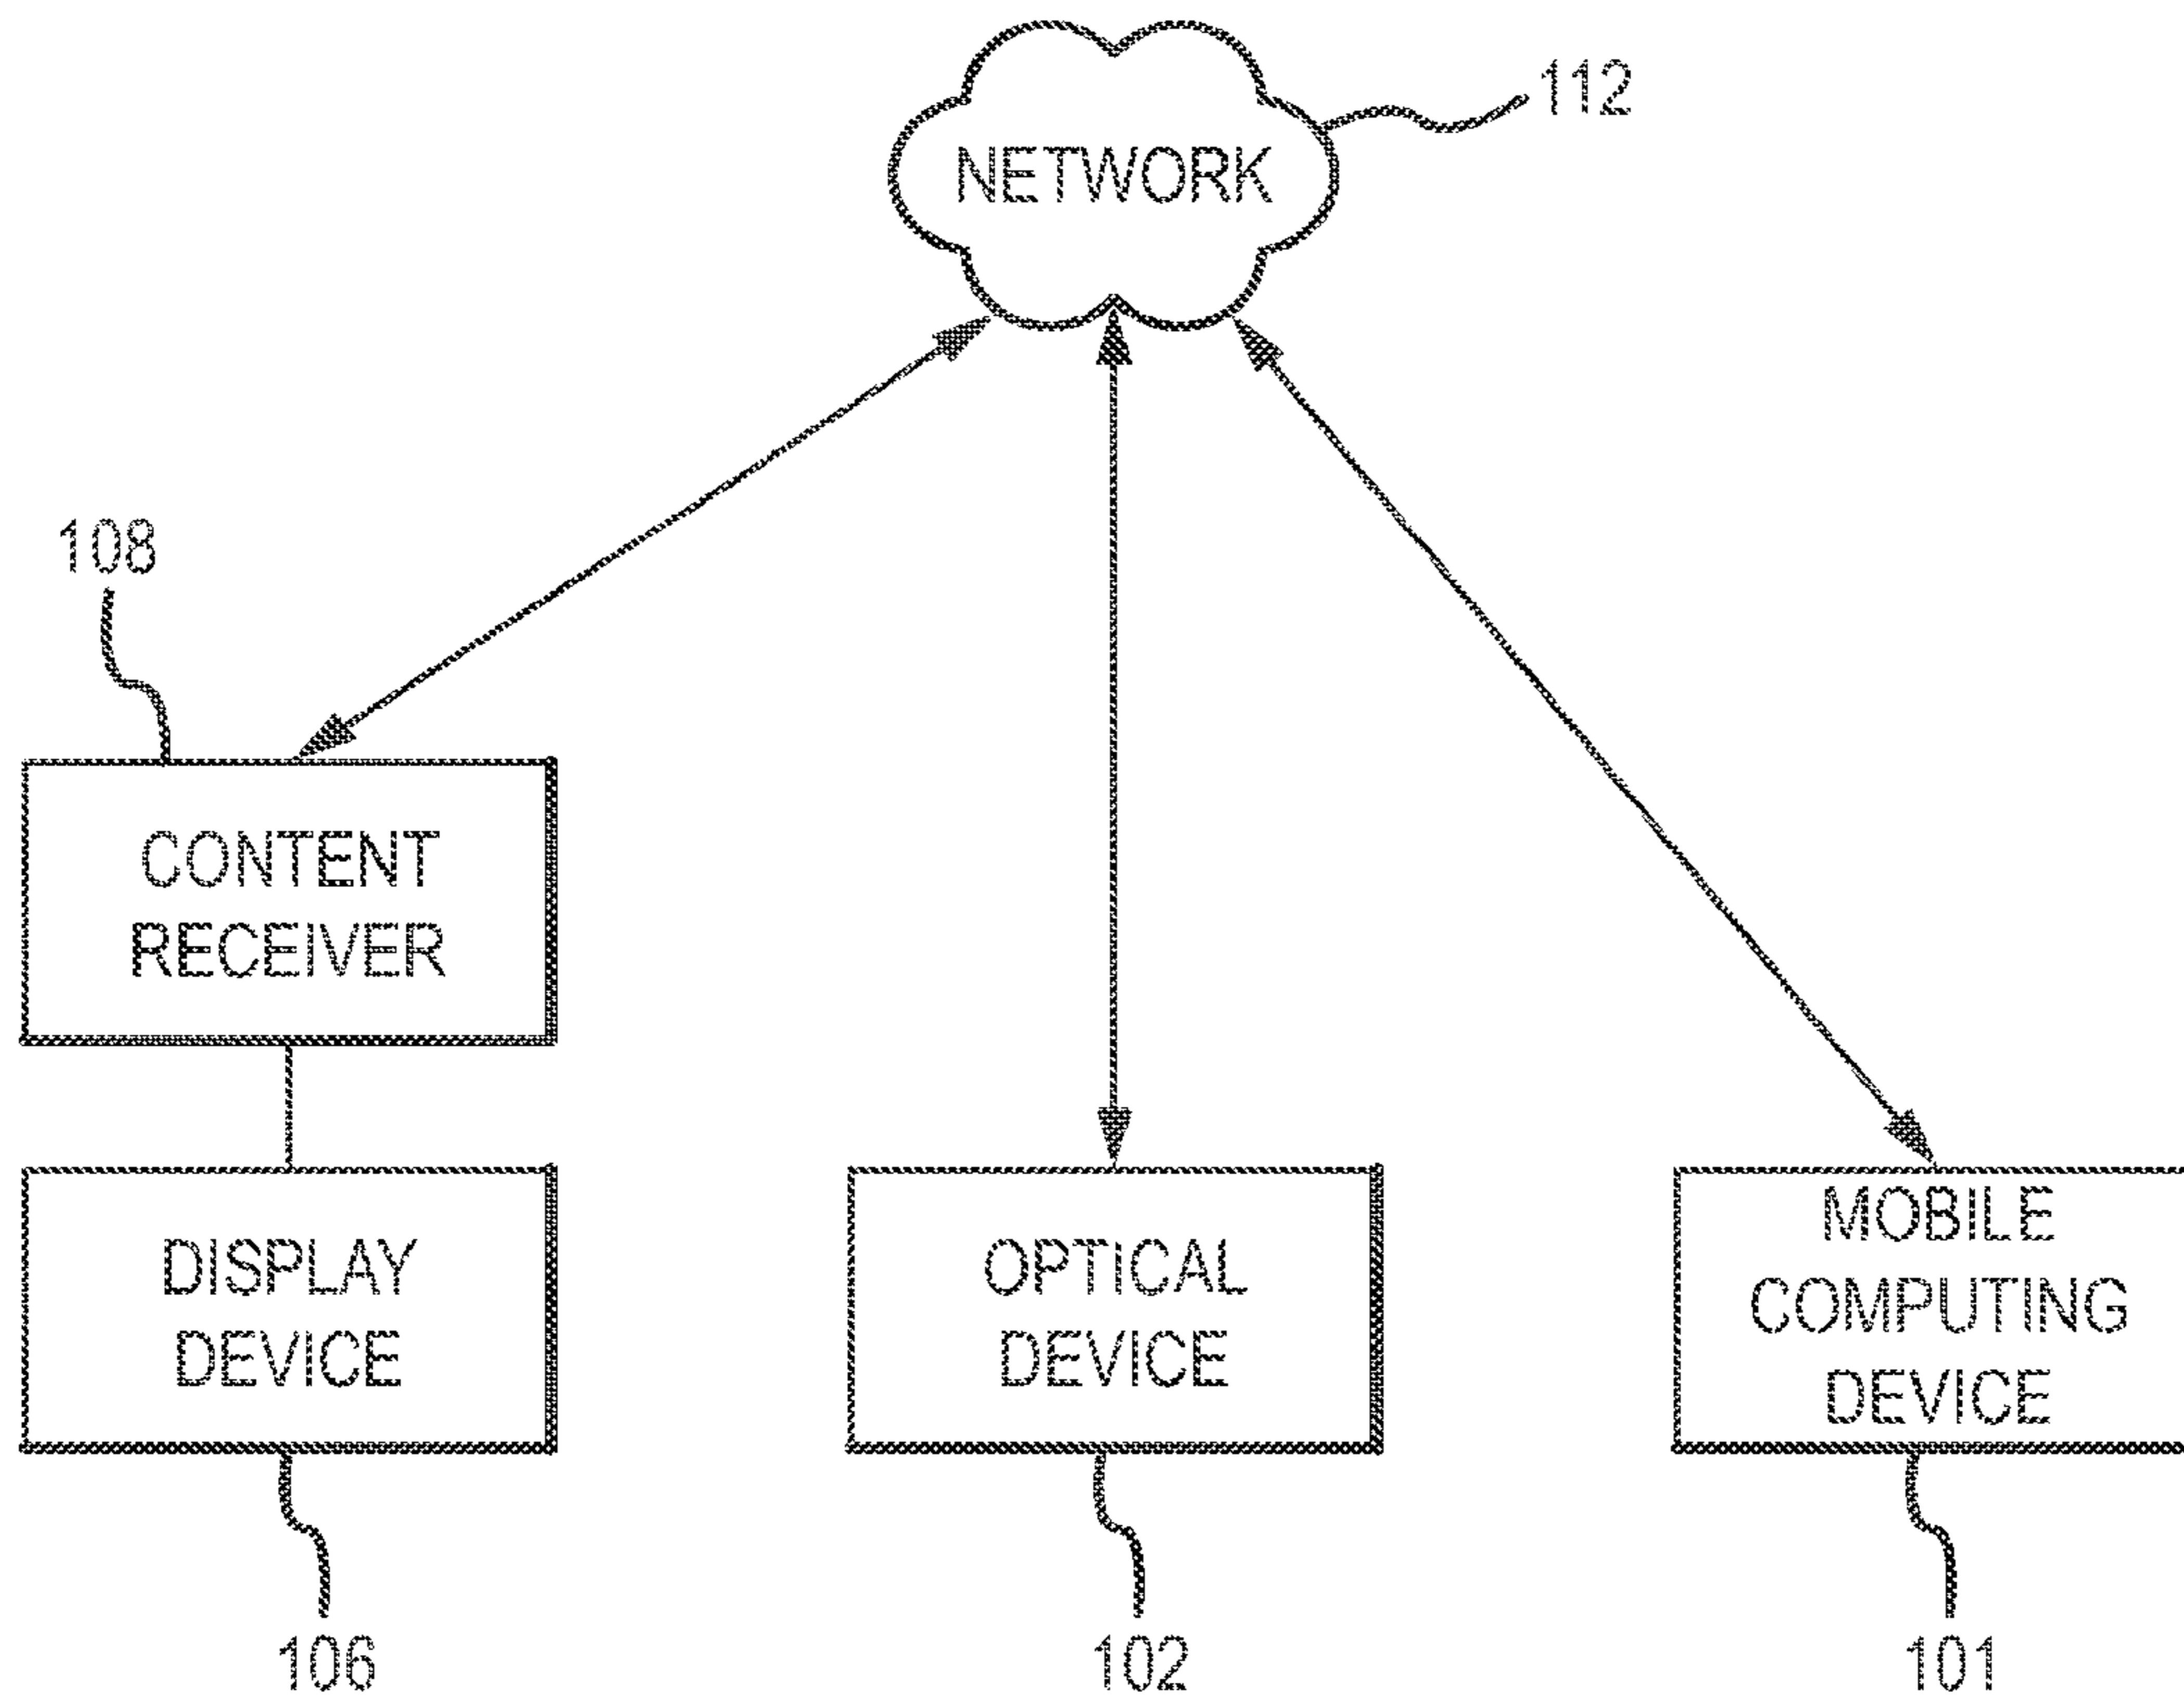 112
NETWORK
108
CONTENT
RECEIVER
DISPLAY
DEVICE
OPTICAL
DEVICE
MOBILE
COMPUTING
DEVICE
106
102
101